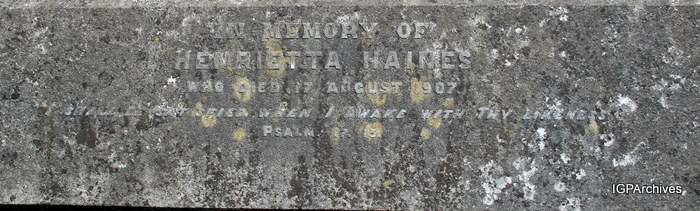 IN MEMORY OF
HENRIETTA HAINES
WHO DIED 17 AUGUST 1907
I SHALL BE SATISFIED WHEN I AWAKE WITH THY LIKENESS
PSALM. 17. 15.
IGPArchives